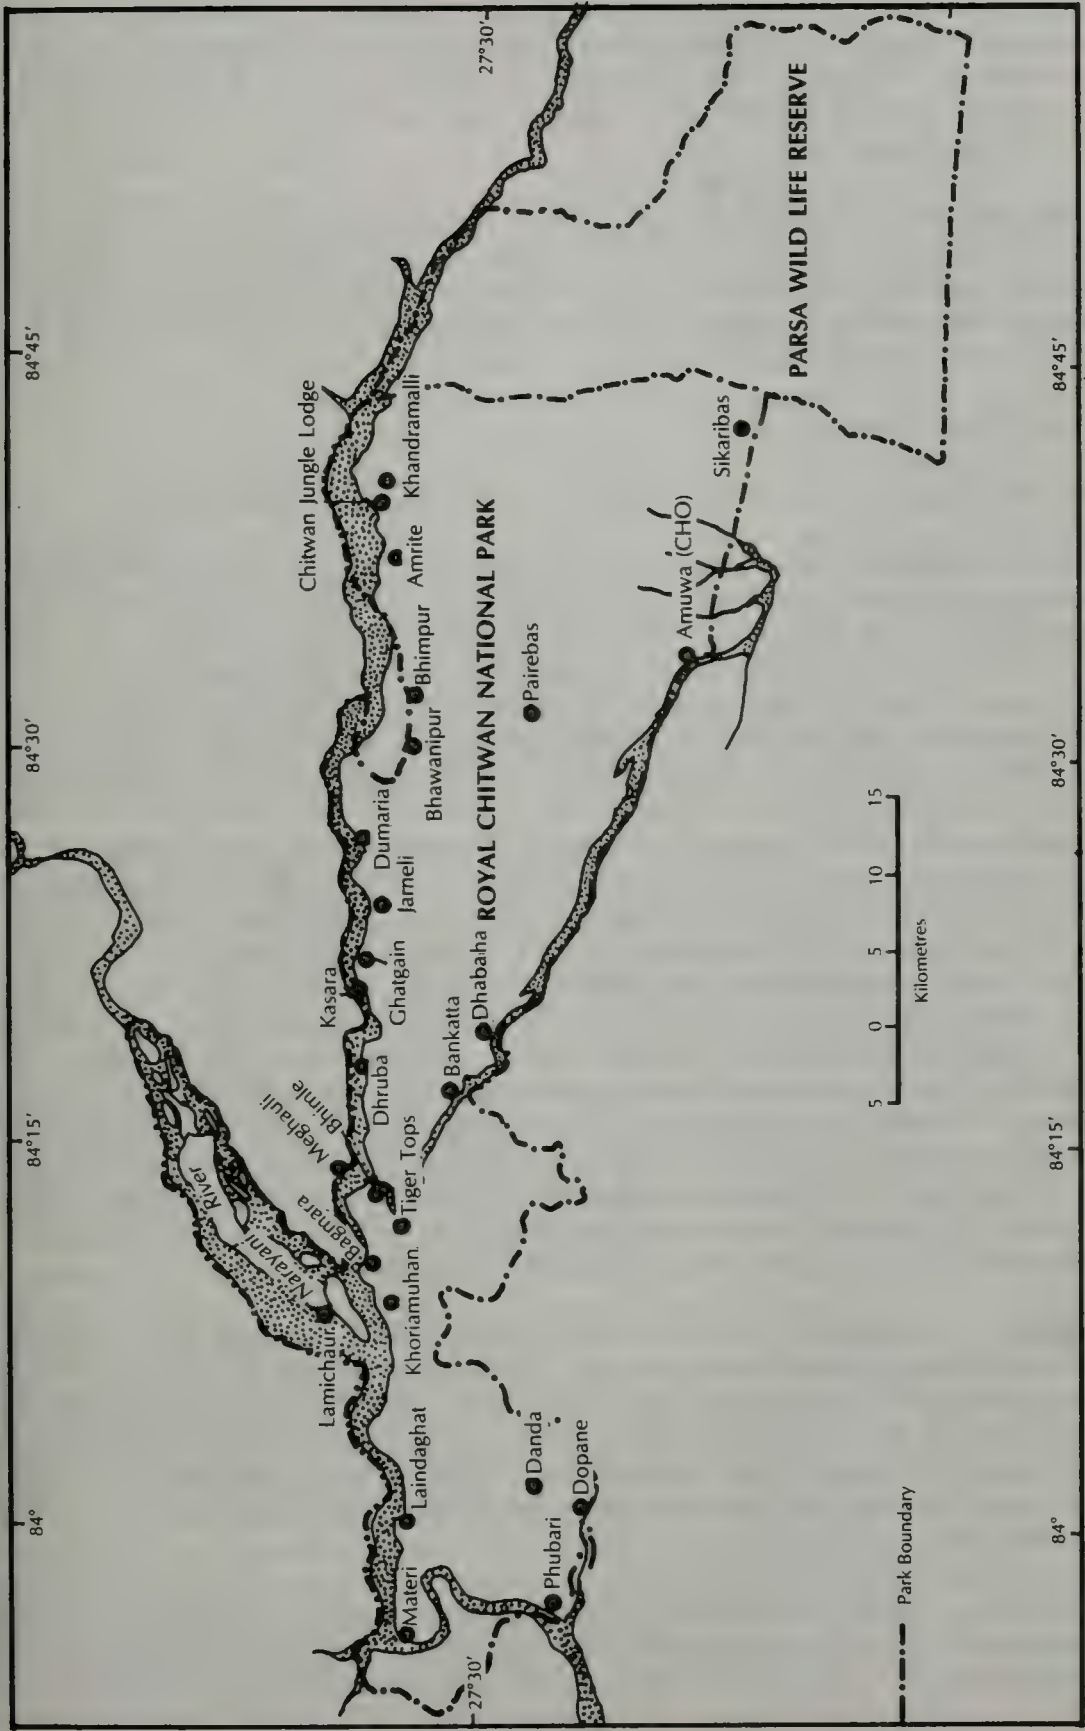 84°
84°15′
84°30′
84°45′
Narayani River
Lamichaur
Meghauli
Bhimle
Bagmara
Kasara
Chitwan Jungle Lodge
Materi
Laindaghat
Khoriamuhan
Tiger Tops
Dhruba
Ghatgain
Jarneli
Dumaria
Bhawanipur
Bhimpur
Amrite
Khandramalli
27°30′
27°30′
Phubari
Danda
Dopane
Bankatta
Dhabaha
ROYAL CHITWAN NATIONAL PARK
Pairebas
Amuwa (CHO)
Sikaribas
PARSA WILD LIFE RESERVE
5 0 5 10 15
Kilometres
Park Boundary
84°
84°15′
84°30′
84°45′